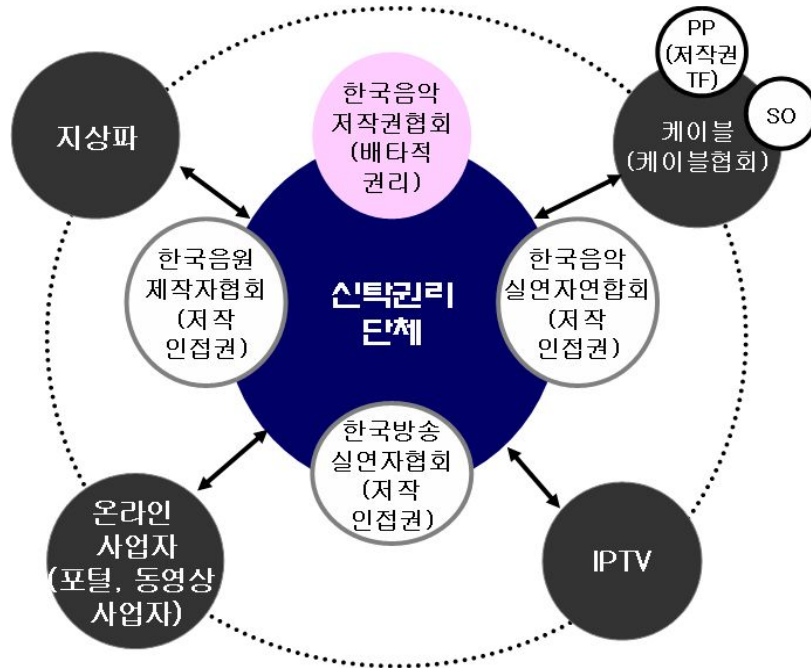 PP
(저작권
TF)
SO
한국음악
저작권협회
(배타적
권리)
지상파
케이블
(케이블협회)
한국음원
제작자협회
(저작
인접권)
신탁권리
단체
한국음악
실연자연합회
(저작
인접권)
한국방송
실연자협회
(저작
인접권)
온라인
사업자
(포털, 동영상
사업자)
IPTV